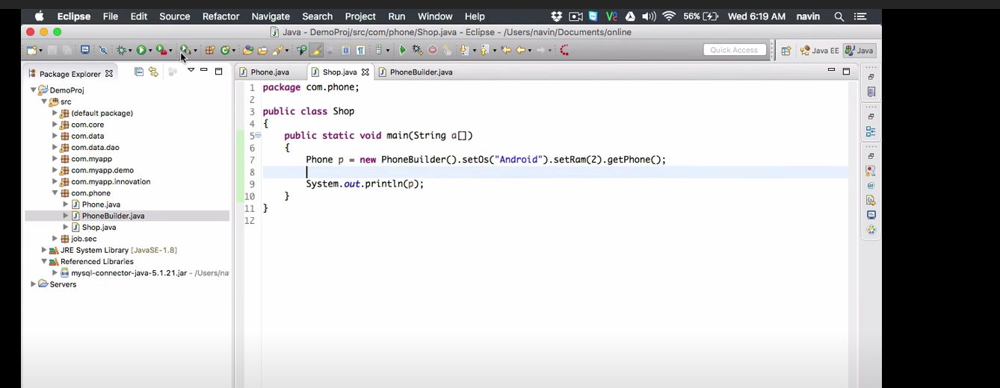 Eclipse File Edit Source Refactor Navigate Search Project Run Window Help 56% Wed 6:19 AM navin
Java - DemoProj/src/com/phone/Shop.java - Eclipse - /Users/navin/Documents/online
Quick Access Java EE Java
Package Explorer
DemoProj
src
(default package)
com.core
com.data
com.data.dao
com.myapp
com.myapp.demo
com.myapp.innovation
com.phone
Phone.java
PhoneBuilder.java
Shop.java
job.sec
JRE System Library [JavaSE-1.8]
Referenced Libraries
mysql-connector-java-5.1.21.jar - /Users/na
Servers
Phone.java Shop.java PhoneBuilder.java
1 package com.phone;
2
3 public class Shop
4 {
5 public static void main(String a[])
6 {
7 Phone p = new PhoneBuilder().setOs("Android").setRam(2).getPhone();
8
9 System.out.println(p);
10 }
11 }
12